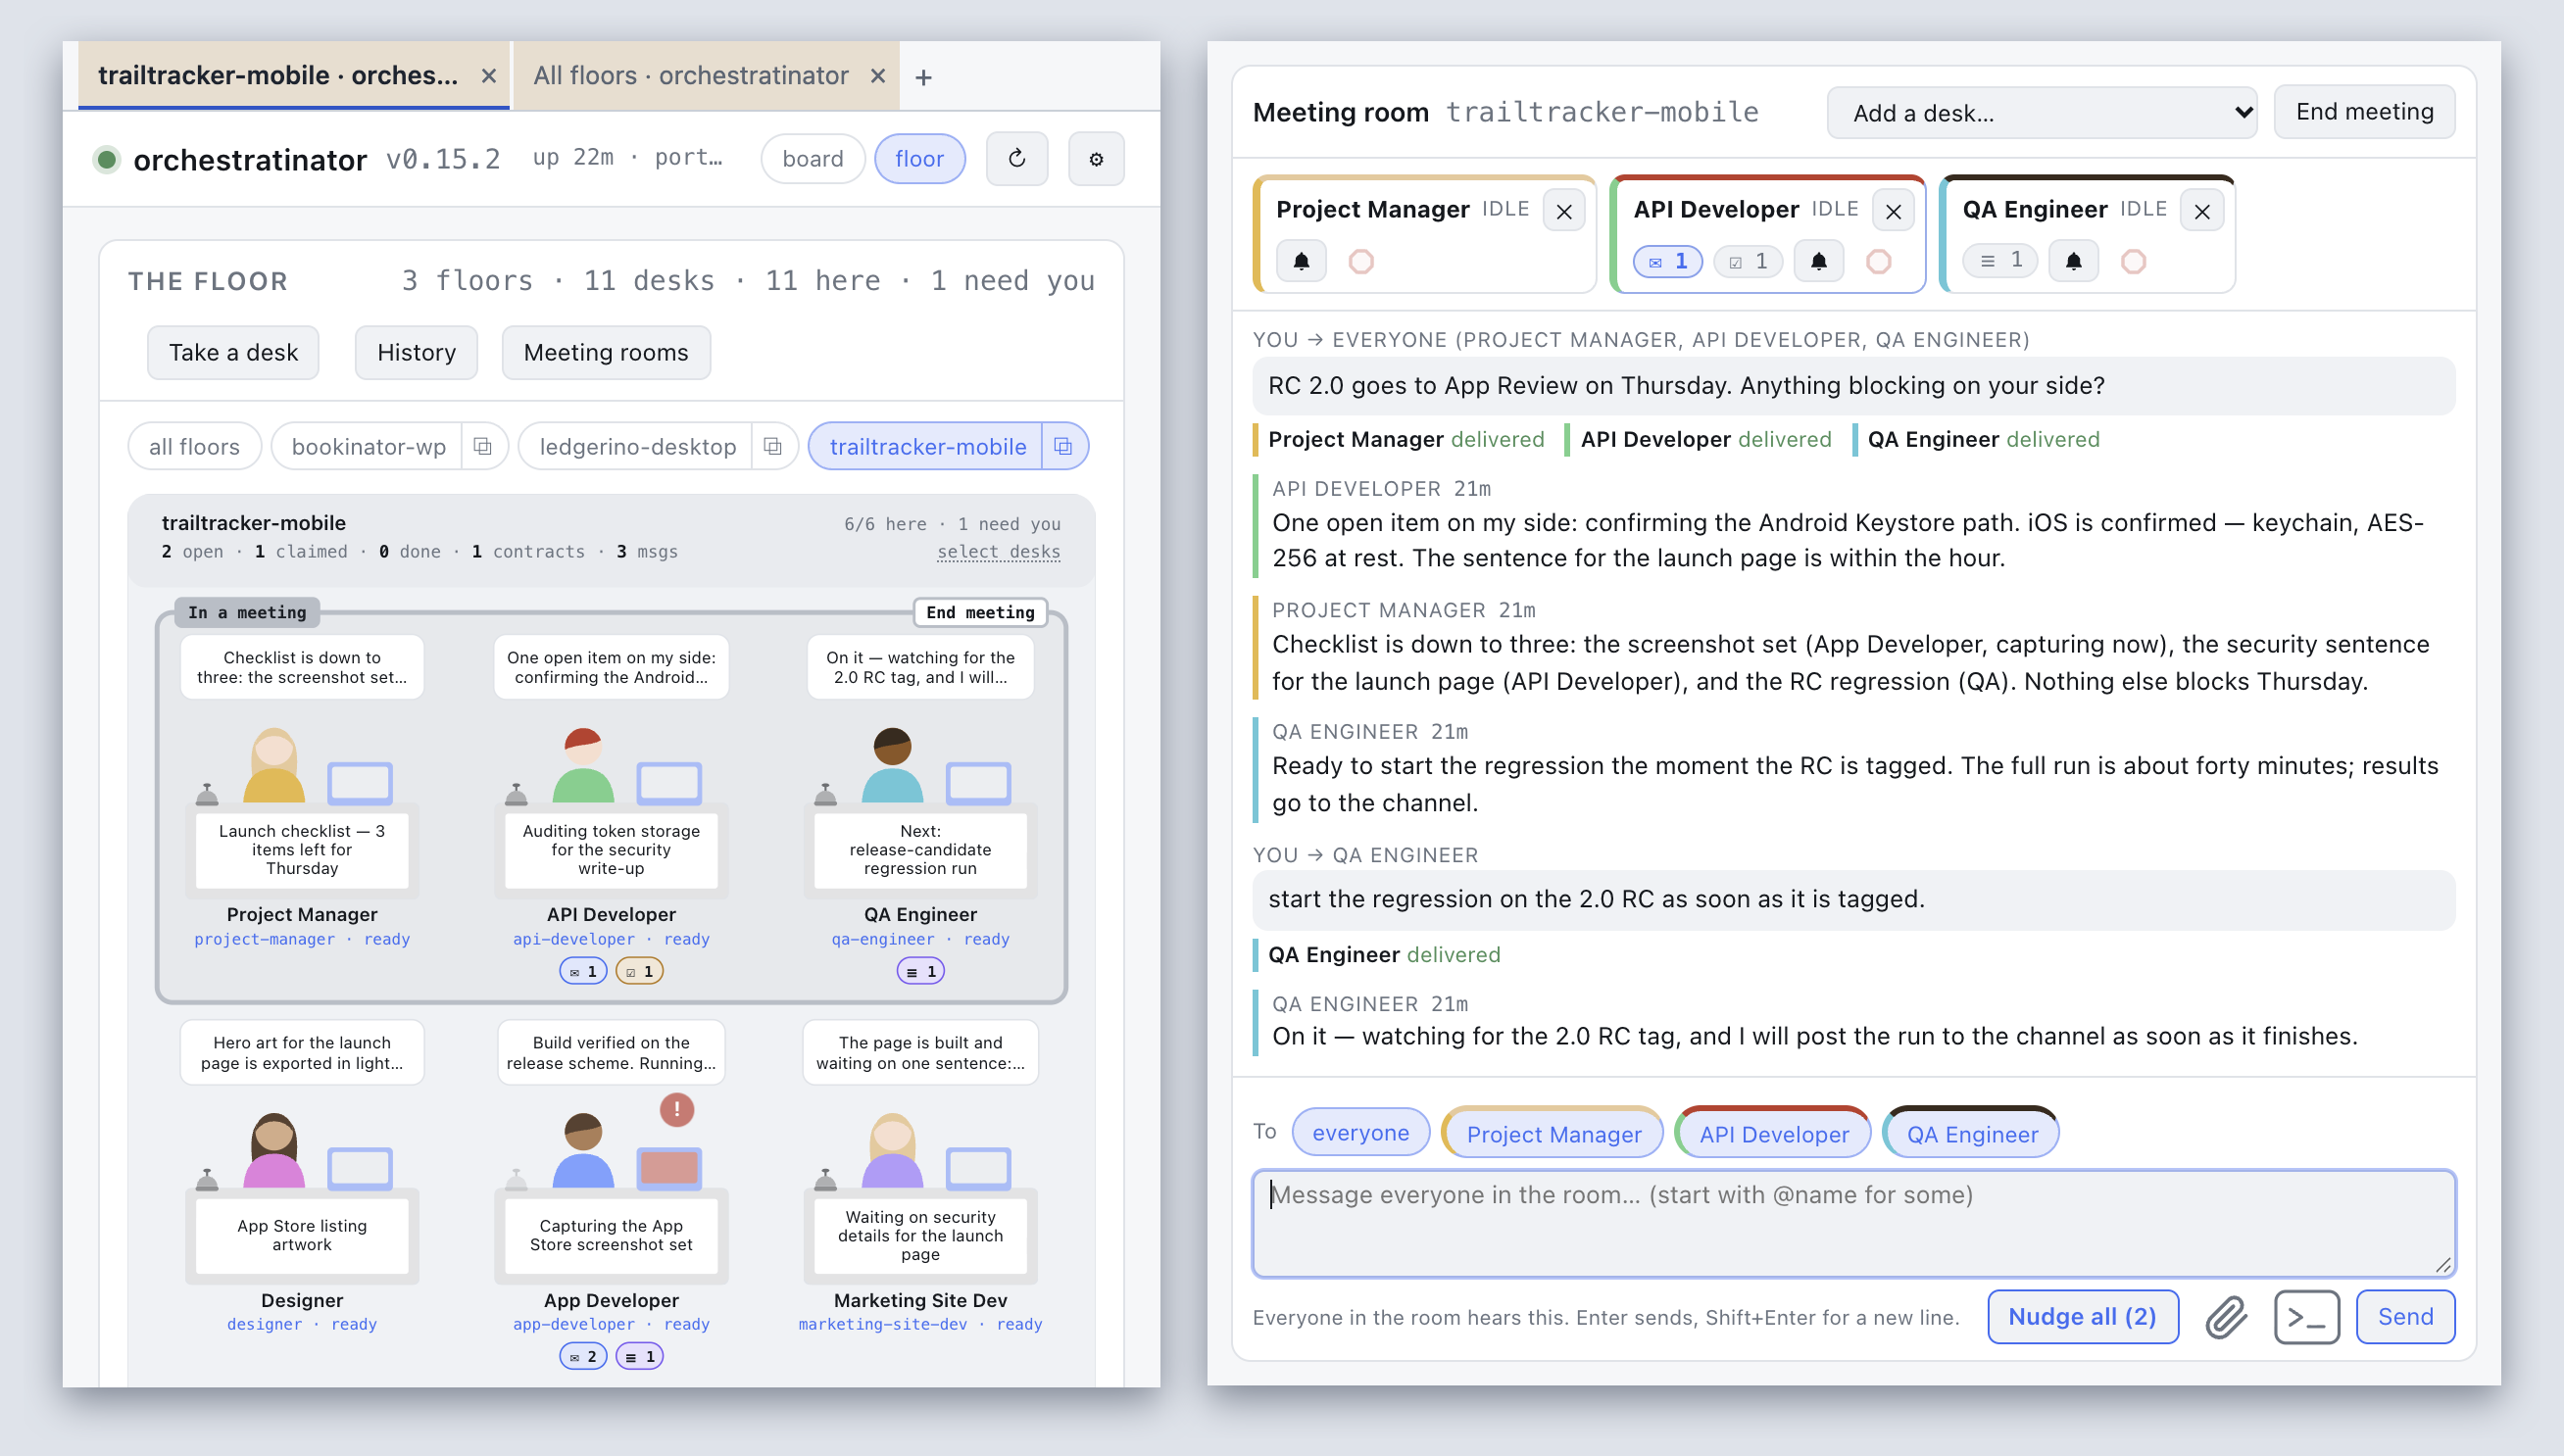 trailtracker-mobile · orches... ×
All floors · orchestratinator ×
+
orchestratinator v0.15.2 up 22m · port…
board
floor
THE FLOOR
3 floors · 11 desks · 11 here · 1 need you
Take a desk
History
Meeting rooms
all floors
bookinator-wp
ledgerino-desktop
trailtracker-mobile
trailtracker-mobile
6/6 here · 1 need you
2 open · 1 claimed · 0 done · 1 contracts · 3 msgs
select desks
In a meeting
End meeting
Checklist is down to
three: the screenshot set...
One open item on my side:
confirming the Android...
On it — watching for the
2.0 RC tag, and I will...
Launch checklist — 3
items left for
Thursday
Auditing token storage
for the security
write-up
Next:
release-candidate
regression run
Project Manager
project-manager · ready
API Developer
api-developer · ready
✉ 1
☑ 1
QA Engineer
qa-engineer · ready
≡ 1
Hero art for the launch
page is exported in light...
Build verified on the
release scheme. Running...
The page is built and
waiting on one sentence:...
!
App Store listing
artwork
Capturing the App
Store screenshot set
Waiting on security
details for the launch
page
Designer
designer · ready
App Developer
app-developer · ready
✉ 2
≡ 1
Marketing Site Dev
marketing-site-dev · ready
Meeting room trailtracker-mobile
Add a desk...
End meeting
Project Manager IDLE ×
API Developer IDLE ×
✉ 1
☑ 1
QA Engineer IDLE ×
≡ 1
YOU → EVERYONE (PROJECT MANAGER, API DEVELOPER, QA ENGINEER)
RC 2.0 goes to App Review on Thursday. Anything blocking on your side?
Project Manager delivered
API Developer delivered
QA Engineer delivered
API DEVELOPER 21m
One open item on my side: confirming the Android Keystore path. iOS is confirmed — keychain, AES-
256 at rest. The sentence for the launch page is within the hour.
PROJECT MANAGER 21m
Checklist is down to three: the screenshot set (App Developer, capturing now), the security sentence
for the launch page (API Developer), and the RC regression (QA). Nothing else blocks Thursday.
QA ENGINEER 21m
Ready to start the regression the moment the RC is tagged. The full run is about forty minutes; results
go to the channel.
YOU → QA ENGINEER
start the regression on the 2.0 RC as soon as it is tagged.
QA Engineer delivered
QA ENGINEER 21m
On it — watching for the 2.0 RC tag, and I will post the run to the channel as soon as it finishes.
To
everyone
Project Manager
API Developer
QA Engineer
Message everyone in the room... (start with @name for some)
Everyone in the room hears this. Enter sends, Shift+Enter for a new line.
Nudge all (2)
Send